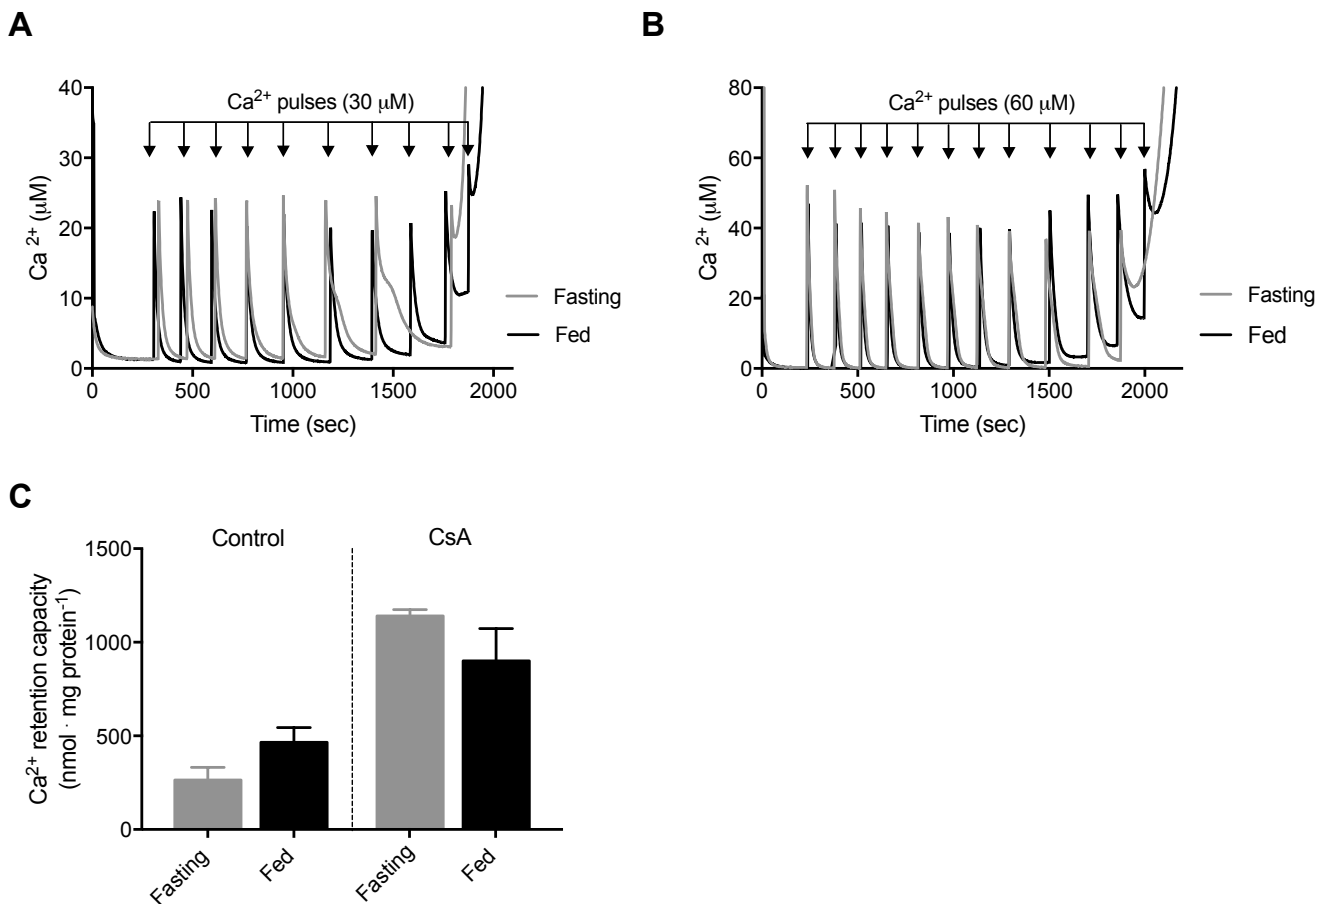 A
Ca2+ pulses (30 μM)
40
30
20
10
0
Ca 2+ (μM)
0 500 1000 1500 2000
Time (sec)
Fasting
Fed
B
Ca2+ pulses (60 μM)
80
60
40
20
0
Ca 2+ (μM)
0 500 1000 1500 2000
Time (sec)
Fasting
Fed
C
Control CsA
1500
1000
500
0
Ca2+ retention capacity
(nmol · mg protein-1)
Fasting Fed Fasting Fed